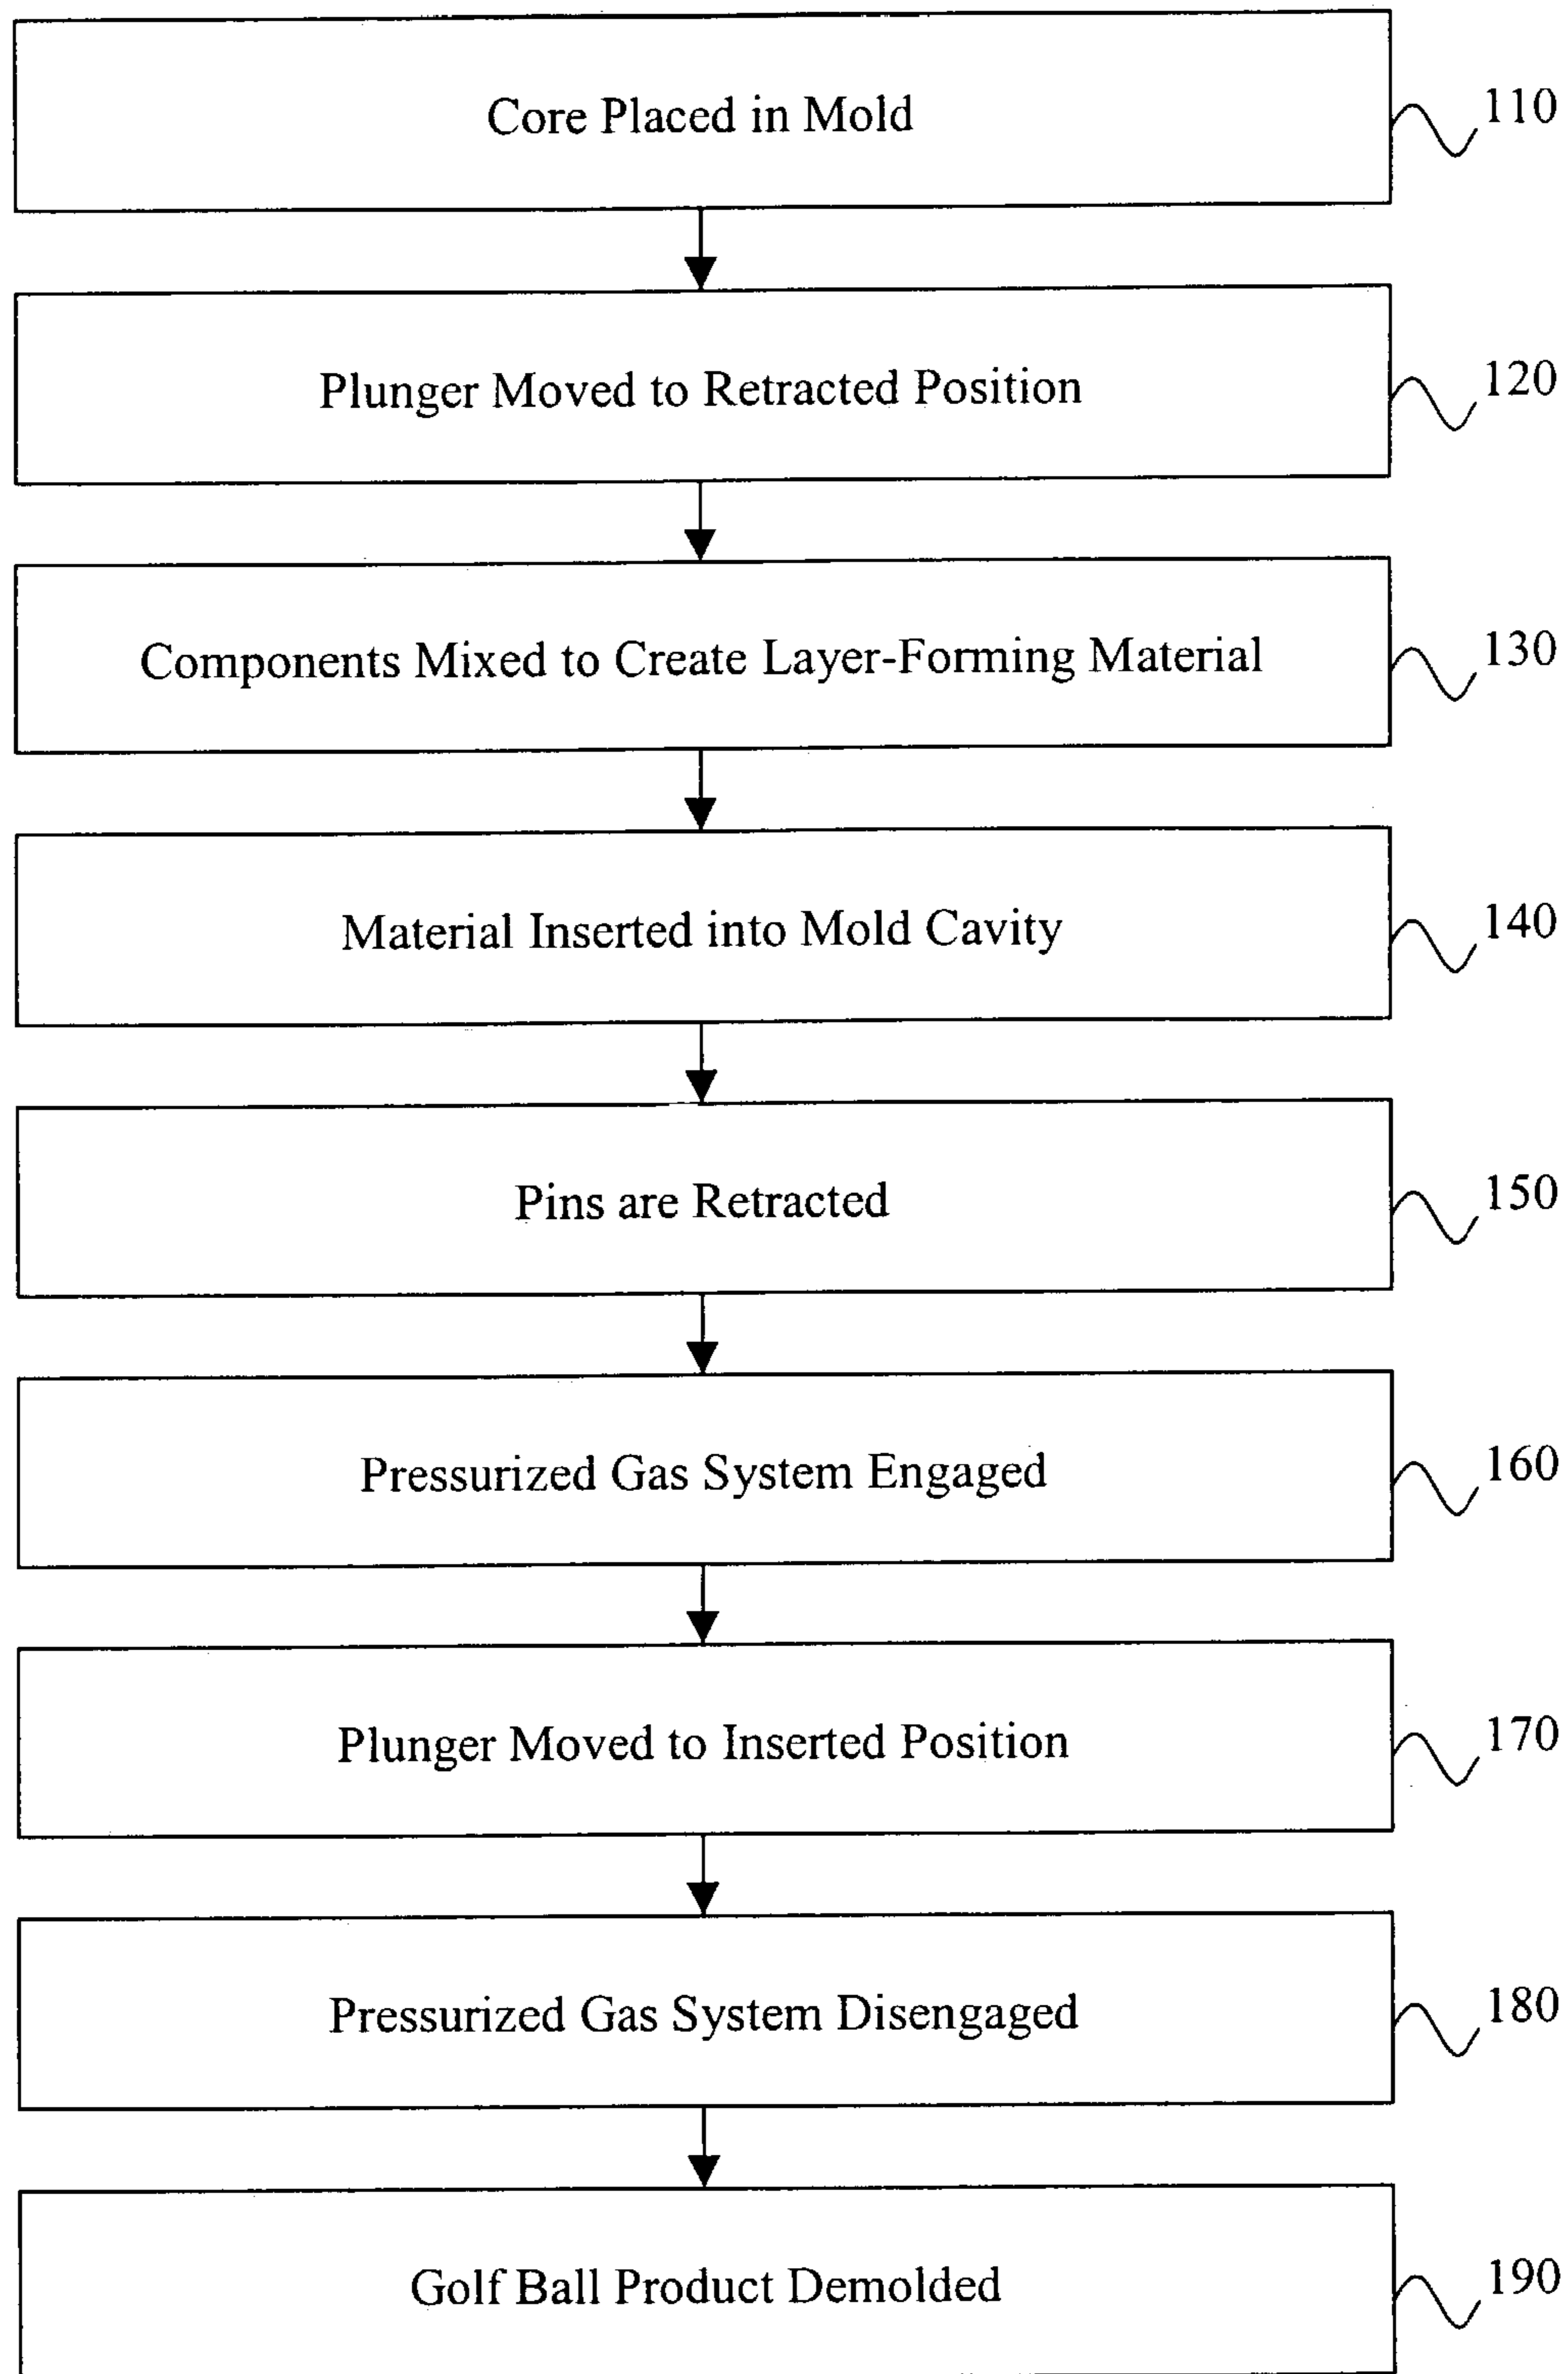 Core Placed in Mold
110
Plunger Moved to Retracted Position
120
Components Mixed to Create Layer-Forming Material
130
Material Inserted into Mold Cavity
140
Pins are Retracted
150
Pressurized Gas System Engaged
160
Plunger Moved to Inserted Position
170
Pressurized Gas System Disengaged
180
Golf Ball Product Demolded
190